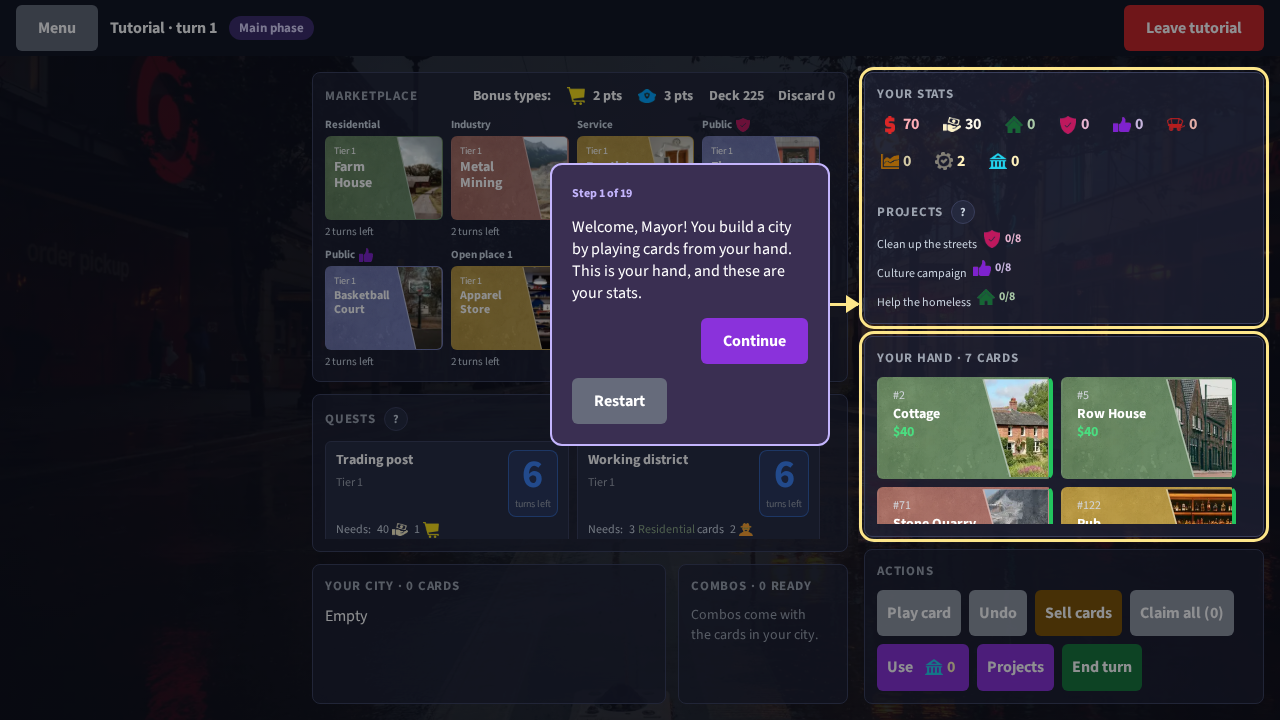 Menu
Tutorial · turn 1
Main phase
Leave tutorial
MARKETPLACE
Bonus types: 2 pts 3 pts Deck 225 Discard 0
Residential
Industry
Service
Public
Tier 1
Farm House
2 turns left
Tier 1
Metal Mining
2 turns left
Tier 1
Tier 1
Public
Open place 1
Tier 1
Basketball Court
2 turns left
Tier 1
Apparel Store
2 turns left
Step 1 of 19
Welcome, Mayor! You build a city
by playing cards from your hand.
This is your hand, and these are
your stats.
Continue
Restart
QUESTS ?
Trading post
Tier 1
6
turns left
Needs: 40 1
Working district
Tier 1
6
turns left
Needs: 3 Residential cards 2
YOUR CITY · 0 CARDS
Empty
COMBOS · 0 READY
Combos come with
the cards in your city.
YOUR STATS
70 30 0 0 0 0
0 2 0
PROJECTS ?
Clean up the streets 0/8
Culture campaign 0/8
Help the homeless 0/8
YOUR HAND · 7 CARDS
#2
Cottage
$40
#5
Row House
$40
#71
Stone Quarry
#122
Pub
ACTIONS
Play card
Undo
Sell cards
Claim all (0)
Use 0
Projects
End turn